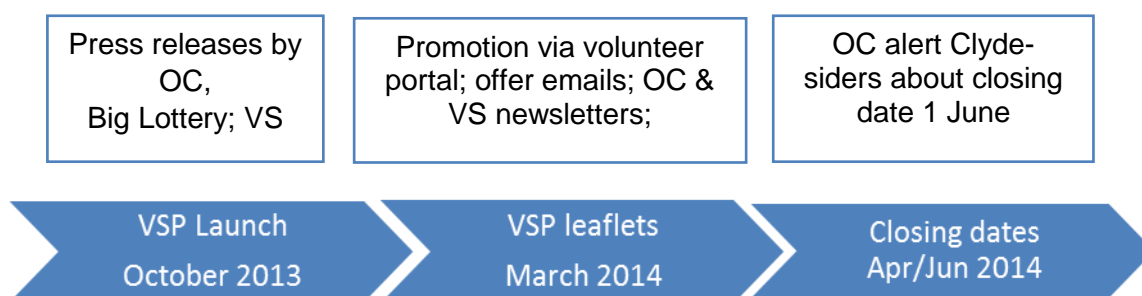 Press releases by
OC,
Big Lottery; VS
Promotion via volunteer
portal; offer emails; OC &
VS newsletters;
OC alert Clyde-
siders about closing
date 1 June
VSP Launch
October 2013
VSP leaflets
March 2014
Closing dates
Apr/Jun 2014